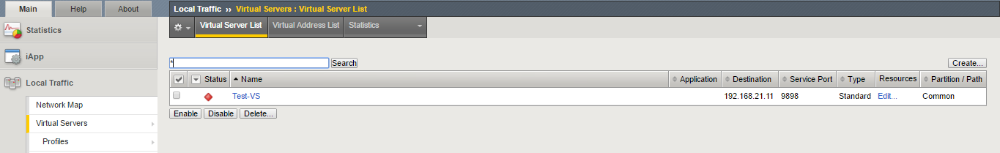 Main Help About
Local Traffic ›› Virtual Servers : Virtual Server List
Virtual Server List Virtual Address List Statistics
Statistics
iApp
Local Traffic
Network Map
Virtual Servers
Profiles
* Search Create...
Status Name Application Destination Service Port Type Resources Partition / Path
Test-VS 192.168.21.11 9898 Standard Edit... Common
Enable Disable Delete...